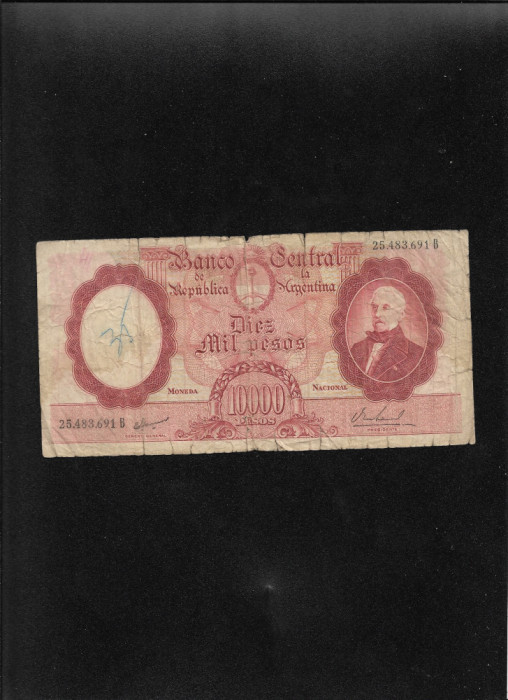 25.483.691 B
Banco Central
de la
República Argentina
Diez
Mil pesos
MONEDA NACIONAL
10000
PESOS
25.483.691 B